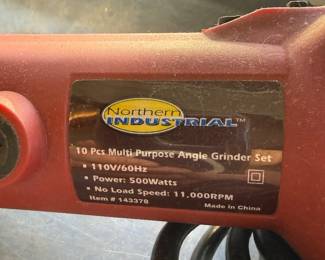 Northern
INDUSTRIAL™
10 Pcs Multi Purpose Angle Grinder Set
• 110V/60Hz
• Power: 500Watts
• No Load Speed: 11,000RPM
Item # 143378
Made in China